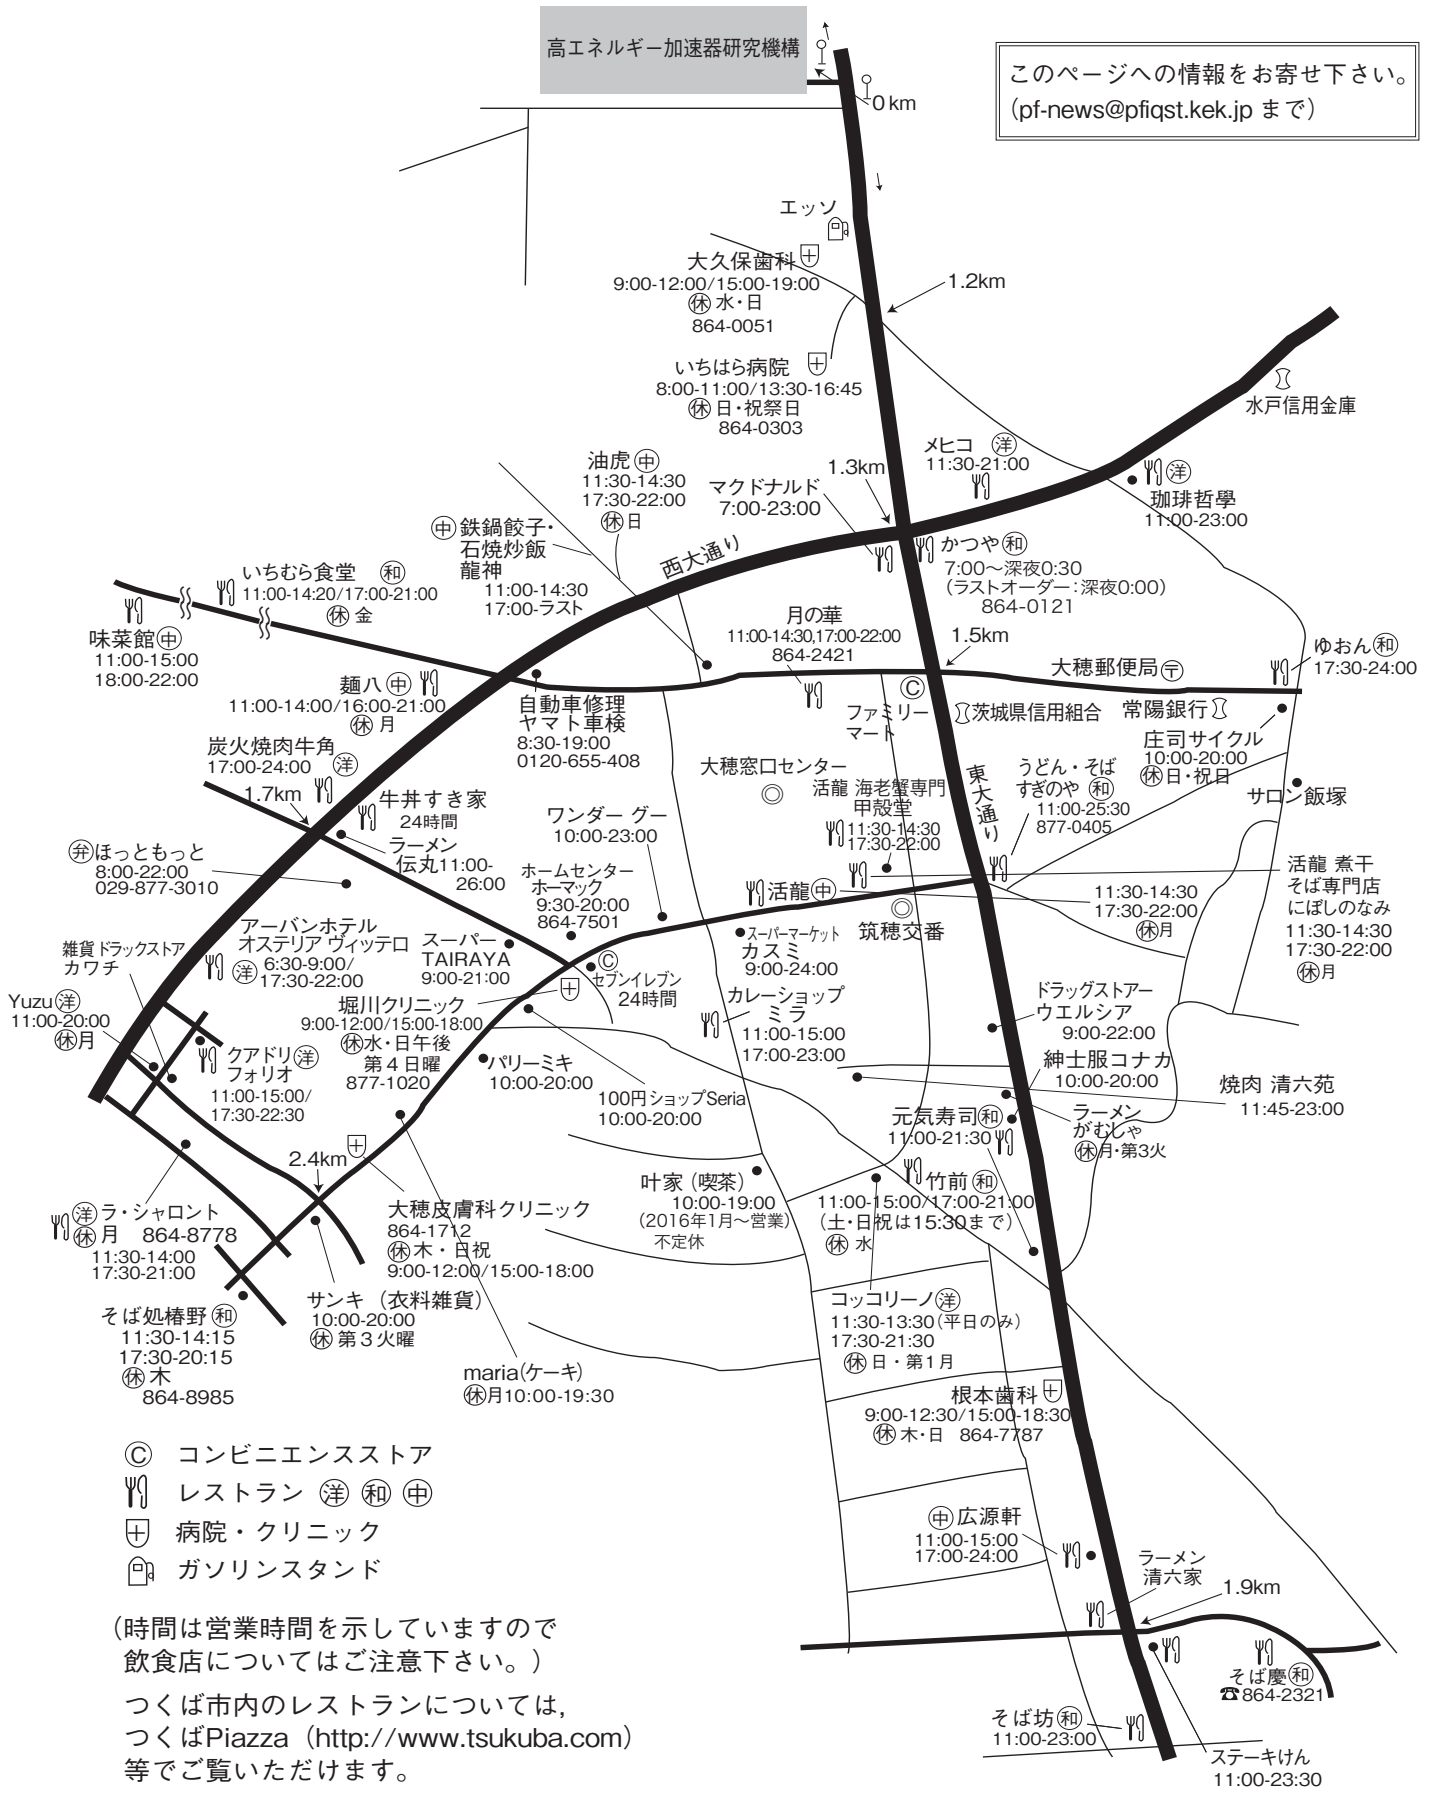 高エネルギー加速器研究機構
このページへの情報をお寄せ下さい。
(pf-news@pfiqst.kek.jp まで)
0 km
エッソ
大久保歯科
9:00-12:00/15:00-19:00
休 水・日
864-0051
1.2km
いちはら病院
8:00-11:00/13:30-16:45
休 日・祝祭日
864-0303
水戸信用金庫
メヒコ 洋
11:30-21:00
1.3km
洋
珈琲哲學
11:00-23:00
油虎 中
11:30-14:30
17:30-22:00
休 日
マクドナルド
7:00-23:00
中 鉄鍋餃子・
石焼炒飯
龍神
11:00-14:30
17:00-ラスト
西大通り
かつや 和
7:00～深夜0:30
(ラストオーダー:深夜0:00)
864-0121
いちむら食堂 和
11:00-14:20/17:00-21:00
休 金
味菜館 中
11:00-15:00
18:00-22:00
月の華
11:00-14:30,17:00-22:00
864-2421
1.5km
大穂郵便局 〒
ゆおん 和
17:30-24:00
麺八 中
11:00-14:00/16:00-21:00
休 月
自動車修理
ヤマト車検
8:30-19:00
0120-655-408
C
ファミリー
マート
茨城県信用組合
常陽銀行
庄司サイクル
10:00-20:00
休 日・祝日
サロン飯塚
炭火焼肉牛角
17:00-24:00 洋
1.7km
牛丼すき家
24時間
ラーメン
伝丸11:00-
26:00
大穂窓口センター
東大通り
うどん・そば
すぎのや 和
11:00-25:30
877-0405
活龍 海老蟹専門
甲殻堂
11:30-14:30
17:30-22:00
ワンダー グー
10:00-23:00
弁 ほっともっと
8:00-22:00
029-877-3010
ホームセンター
ホーマック
9:30-20:00
864-7501
活龍 中
11:30-14:30
17:30-22:00
休 月
活龍 煮干
そば専門店
にぼしのなみ
11:30-14:30
17:30-22:00
休 月
筑穂交番
アーバンホテル
オステリア ヴィッテロ
洋 6:30-9:00/
17:30-22:00
スーパー
TAIRAYA
9:00-21:00
スーパーマーケット
カスミ
9:00-24:00
雑貨 ドラックストア
カワチ
C
セブンイレブン
24時間
Yuzu 洋
11:00-20:00
休 月
堀川クリニック
9:00-12:00/15:00-18:00
休 水・日午後
第４日曜
877-1020
カレーショップ
ミラ
11:00-15:00
17:00-23:00
ドラッグストアー
ウエルシア
9:00-22:00
クアドリ 洋
フォリオ
11:00-15:00/
17:30-22:30
パリーミキ
10:00-20:00
紳士服コナカ
10:00-20:00
焼肉 清六苑
11:45-23:00
100円 ショップSeria
10:00-20:00
元気寿司 和
11:00-21:30
ラーメン
がむしゃ
休 月・第3火
2.4km
叶家（喫茶）
10:00-19:00
(2016年1月～営業)
不定休
竹前 和
11:00-15:00/17:00-21:00
(土・日祝は15:30まで)
休 水
洋 ラ・シャロント
休 月 864-8778
11:30-14:00
17:30-21:00
大穂皮膚科クリニック
864-1712
休 木・日祝
9:00-12:00/15:00-18:00
そば処椿野 和
11:30-14:15
17:30-20:15
休 木
864-8985
サンキ （衣料雑貨）
10:00-20:00
休 第３火曜
コッコリーノ 洋
11:30-13:30(平日のみ)
17:30-21:30
休 日・第1月
maria(ケーキ)
休 月10:00-19:30
根本歯科
9:00-12:30/15:00-18:30
休 木・日 864-7787
C コンビニエンスストア
レストラン 洋 和 中
病院・クリニック
ガソリンスタンド
中 広源軒
11:00-15:00
17:00-24:00
ラーメン
清六家
1.9km
そば慶 和
☎864-2321
そば坊 和
11:00-23:00
ステーキけん
11:00-23:30
(時間は営業時間を示していますので
飲食店についてはご注意下さい。)
つくば市内のレストランについては,
つくばPiazza（http://www.tsukuba.com）
等でご覧いただけます。